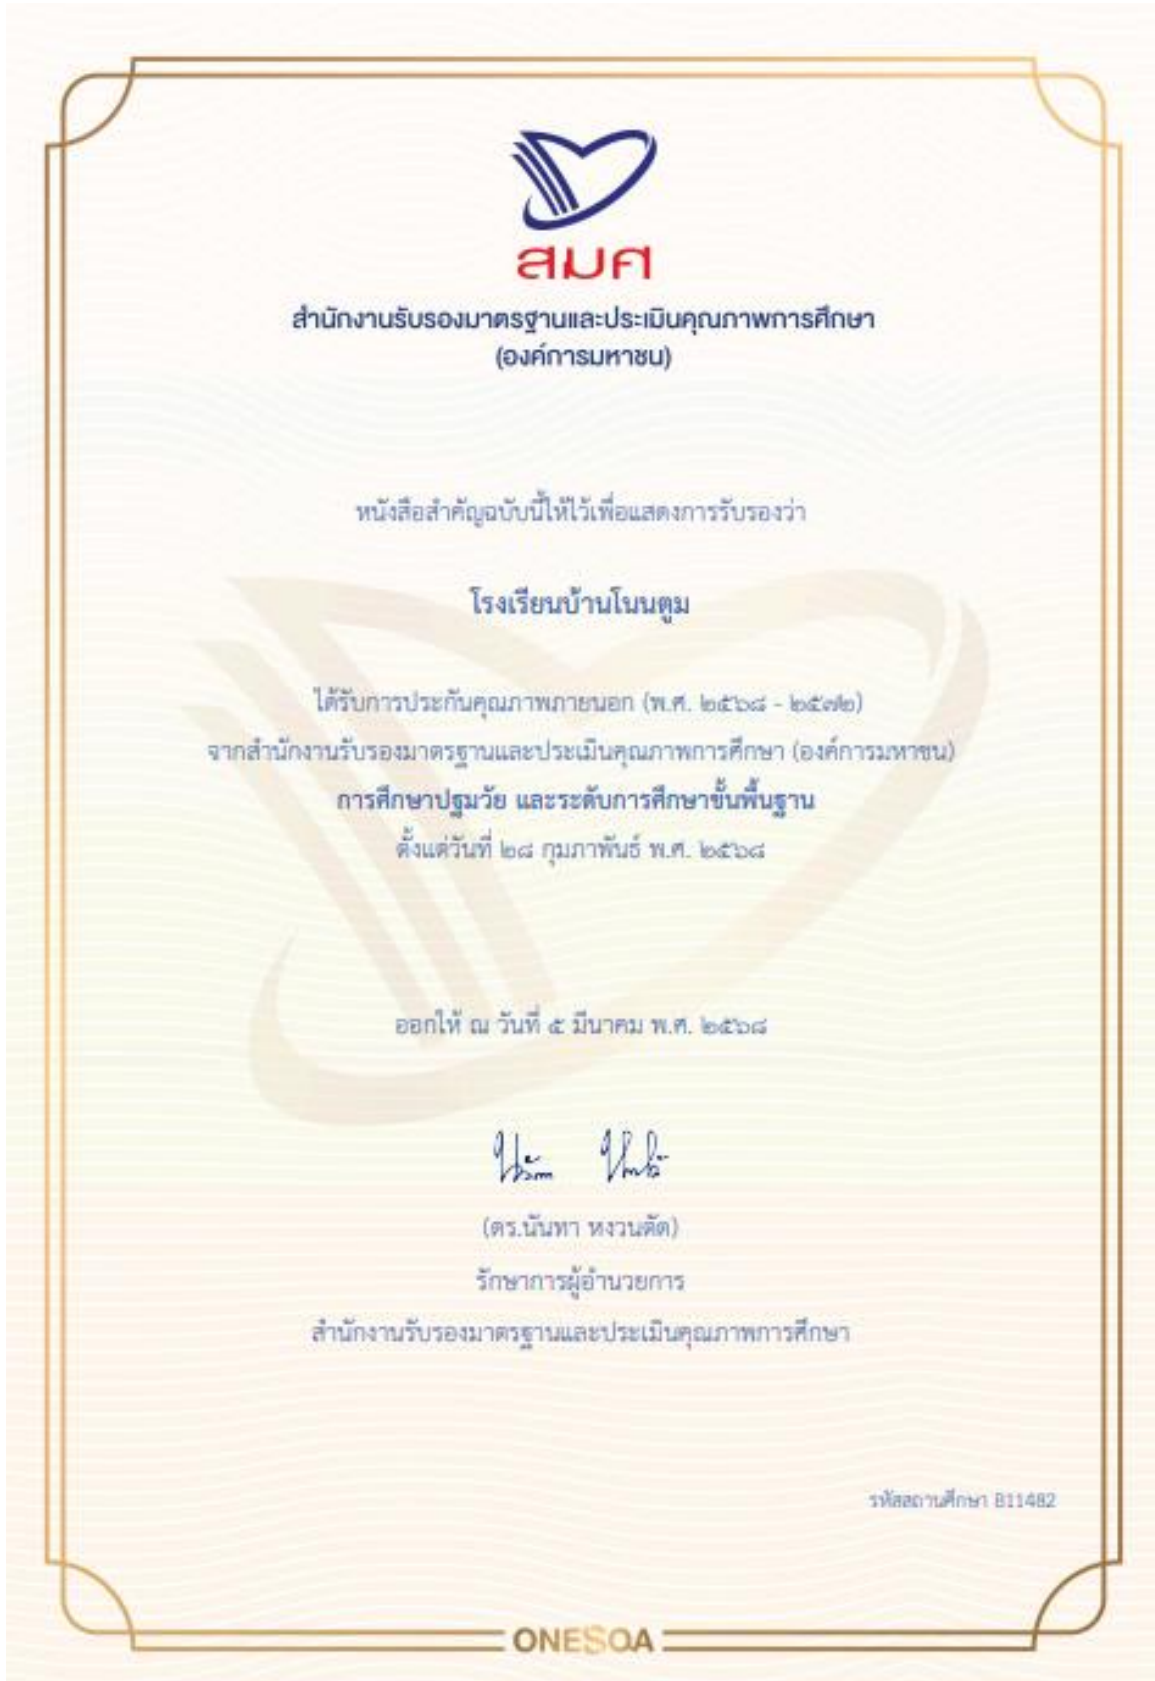 สมศ
สำนักงานรับรองมาตรฐานและประเมินคุณภาพการศึกษา
(องค์การมหาชน)
หนังสือสำคัญฉบับนี้ให้ไว้เพื่อแสดงการรับรองว่า
โรงเรียนบ้านโนนตูม
ได้รับการประกันคุณภาพภายนอก (พ.ศ. ๒๕๖๘ - ๒๕๗๒)
จากสำนักงานรับรองมาตรฐานและประเมินคุณภาพการศึกษา (องค์การมหาชน)
การศึกษาปฐมวัย และระดับการศึกษาขั้นพื้นฐาน
ตั้งแต่วันที่ ๒๘ กุมภาพันธ์ พ.ศ. ๒๕๖๘
ออกให้ ณ วันที่ ๕ มีนาคม พ.ศ. ๒๕๖๘
(ดร.นันทา หงวนตัด)
รักษาการผู้อำนวยการ
สำนักงานรับรองมาตรฐานและประเมินคุณภาพการศึกษา
รหัสสถานศึกษา B11482
ONESQA